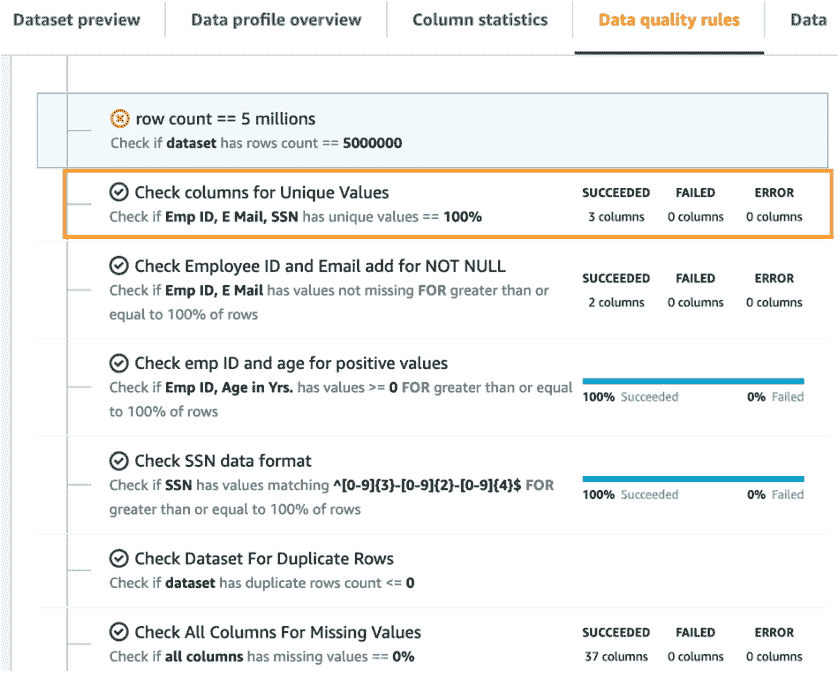 Dataset preview Data profile overview Column statistics Data quality rules Data
row count == 5 millions
Check if dataset has rows count == 5000000
Check columns for Unique Values SUCCEEDED FAILED ERROR
Check if Emp ID, E Mail, SSN has unique values == 100% 3 columns 0 columns 0 columns
Check Employee ID and Email add for NOT NULL SUCCEEDED FAILED ERROR
Check if Emp ID, E Mail has values not missing FOR greater than or
equal to 100% of rows 2 columns 0 columns 0 columns
Check emp ID and age for positive values
Check if Emp ID, Age in Yrs. has values >= 0 FOR greater than or equal
to 100% of rows 100% Succeeded 0% Failed
Check SSN data format
Check if SSN has values matching ^[0-9]{3}-[0-9]{2}-[0-9]{4}$ FOR
greater than or equal to 100% of rows 100% Succeeded 0% Failed
Check Dataset For Duplicate Rows
Check if dataset has duplicate rows count <= 0
Check All Columns For Missing Values SUCCEEDED FAILED ERROR
Check if all columns has missing values == 0% 37 columns 0 columns 0 columns